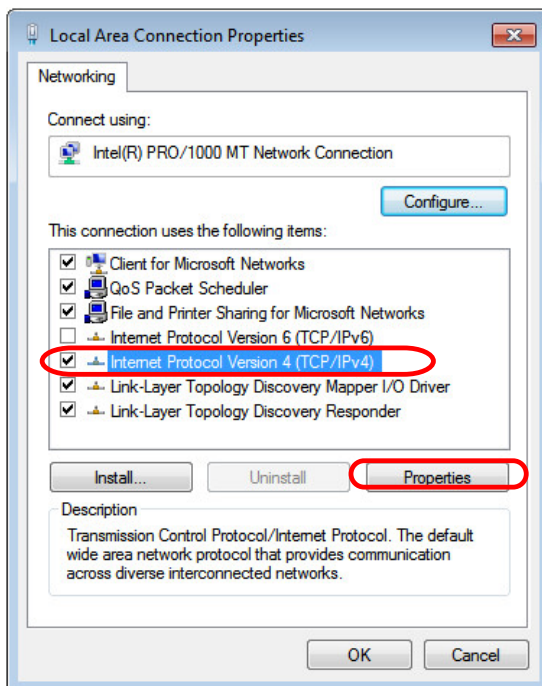 Local Area Connection Properties
Networking
Connect using:
Intel(R) PRO/1000 MT Network Connection
Configure...
This connection uses the following items:
Client for Microsoft Networks
QoS Packet Scheduler
File and Printer Sharing for Microsoft Networks
Internet Protocol Version 6 (TCP/IPv6)
Internet Protocol Version 4 (TCP/IPv4)
Link-Layer Topology Discovery Mapper I/O Driver
Link-Layer Topology Discovery Responder
Install... Uninstall Properties
Description
Transmission Control Protocol/Internet Protocol. The default
wide area network protocol that provides communication
across diverse interconnected networks.
OK Cancel